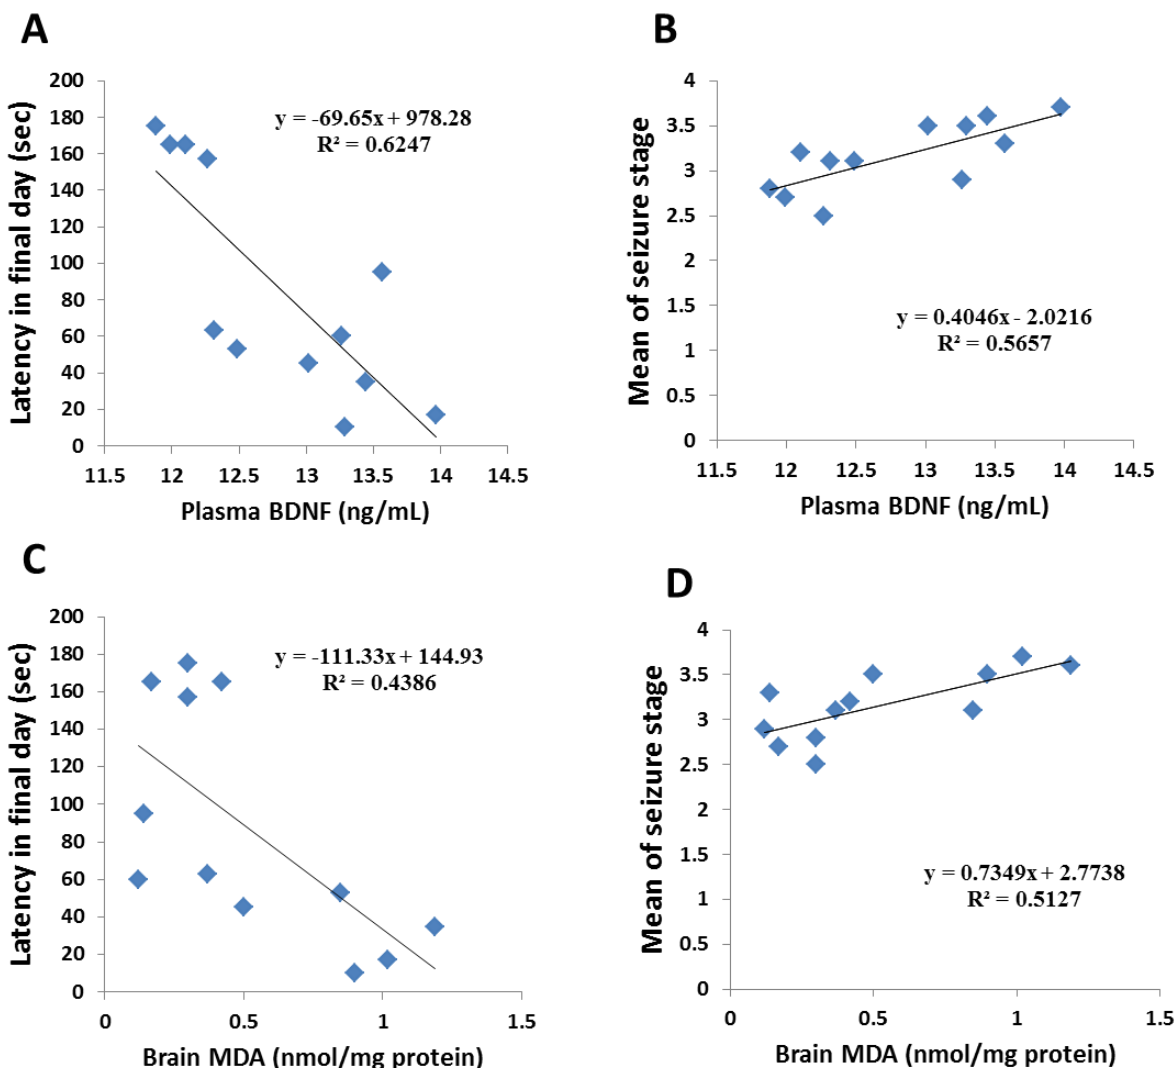 A
Latency in final day (sec)
200
180
160
140
120
100
80
60
40
20
0
y = -69.65x + 978.28
R² = 0.6247
11.5 12 12.5 13 13.5 14 14.5
Plasma BDNF (ng/mL)
B
Mean of seizure stage
4
3.5
3
2.5
2
1.5
1
0.5
0
y = 0.4046x - 2.0216
R² = 0.5657
11.5 12 12.5 13 13.5 14 14.5
Plasma BDNF (ng/mL)
C
Latency in final day (sec)
200
180
160
140
120
100
80
60
40
20
0
y = -111.33x + 144.93
R² = 0.4386
0 0.5 1 1.5
Brain MDA (nmol/mg protein)
D
Mean of seizure stage
4
3.5
3
2.5
2
1.5
1
0.5
0
y = 0.7349x + 2.7738
R² = 0.5127
0 0.5 1 1.5
Brain MDA (nmol/mg protein)